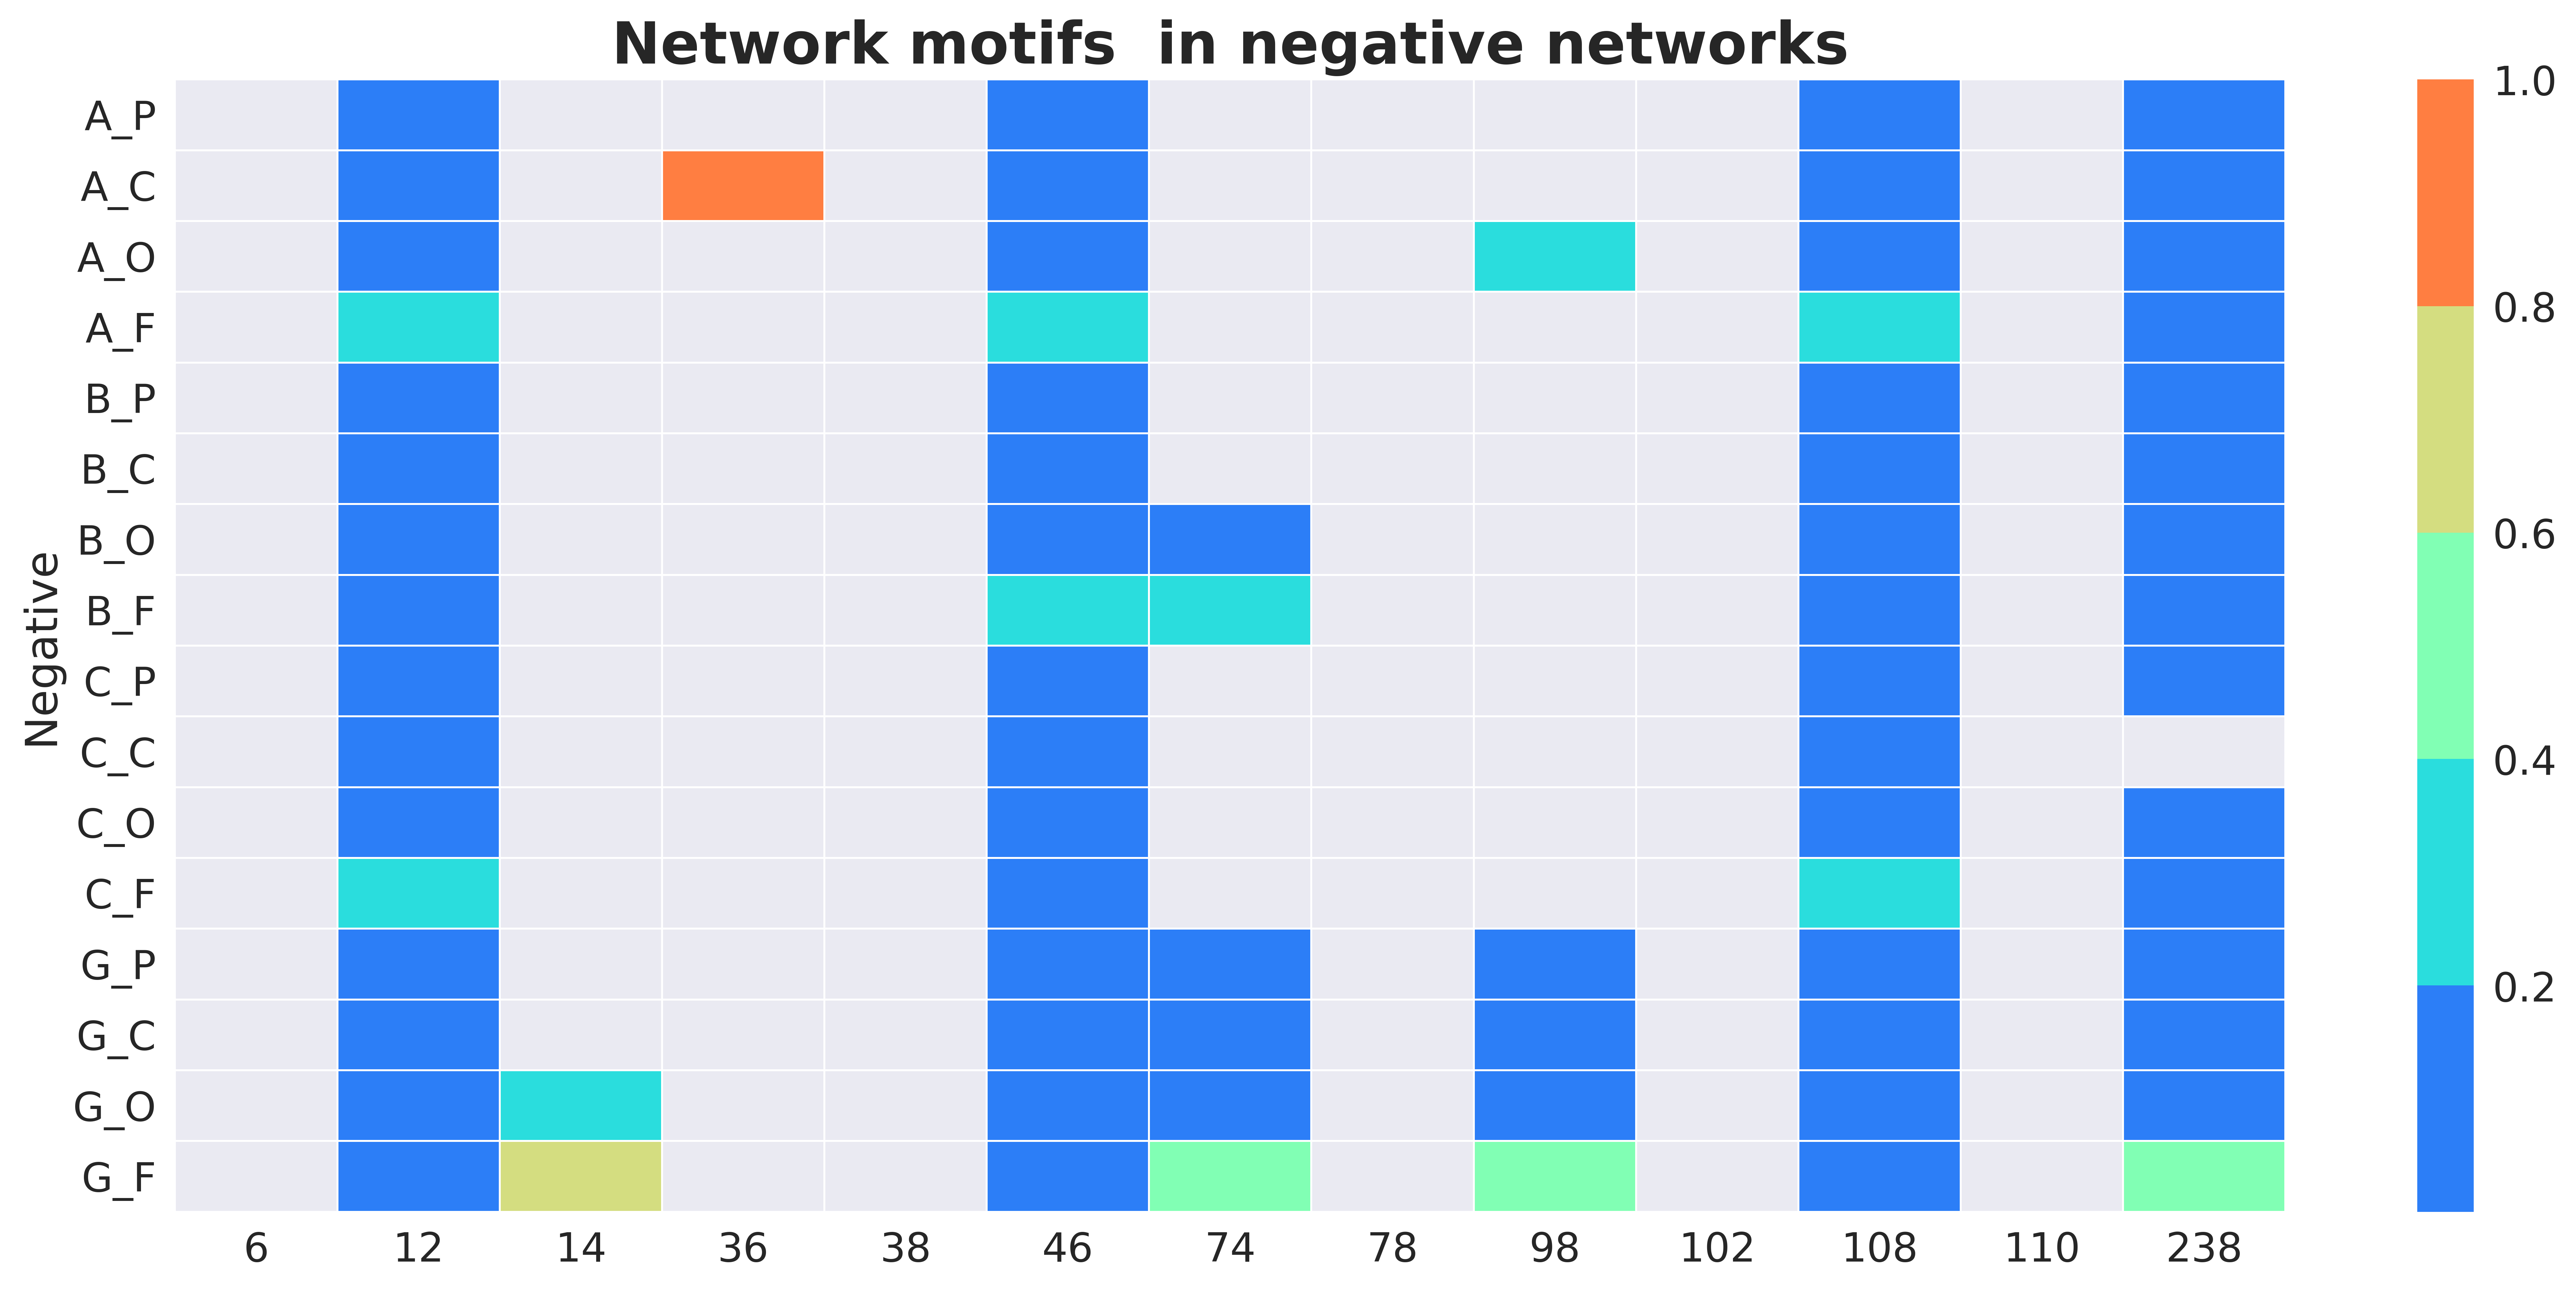 Network motifs  in negative networks
Negative
A_P
A_C
A_O
A_F
B_P
B_C
B_O
B_F
C_P
C_C
C_O
C_F
G_P
G_C
G_O
G_F
6 12 14 36 38 46 74 78 98 102 108 110 238
1.0
0.8
0.6
0.4
0.2